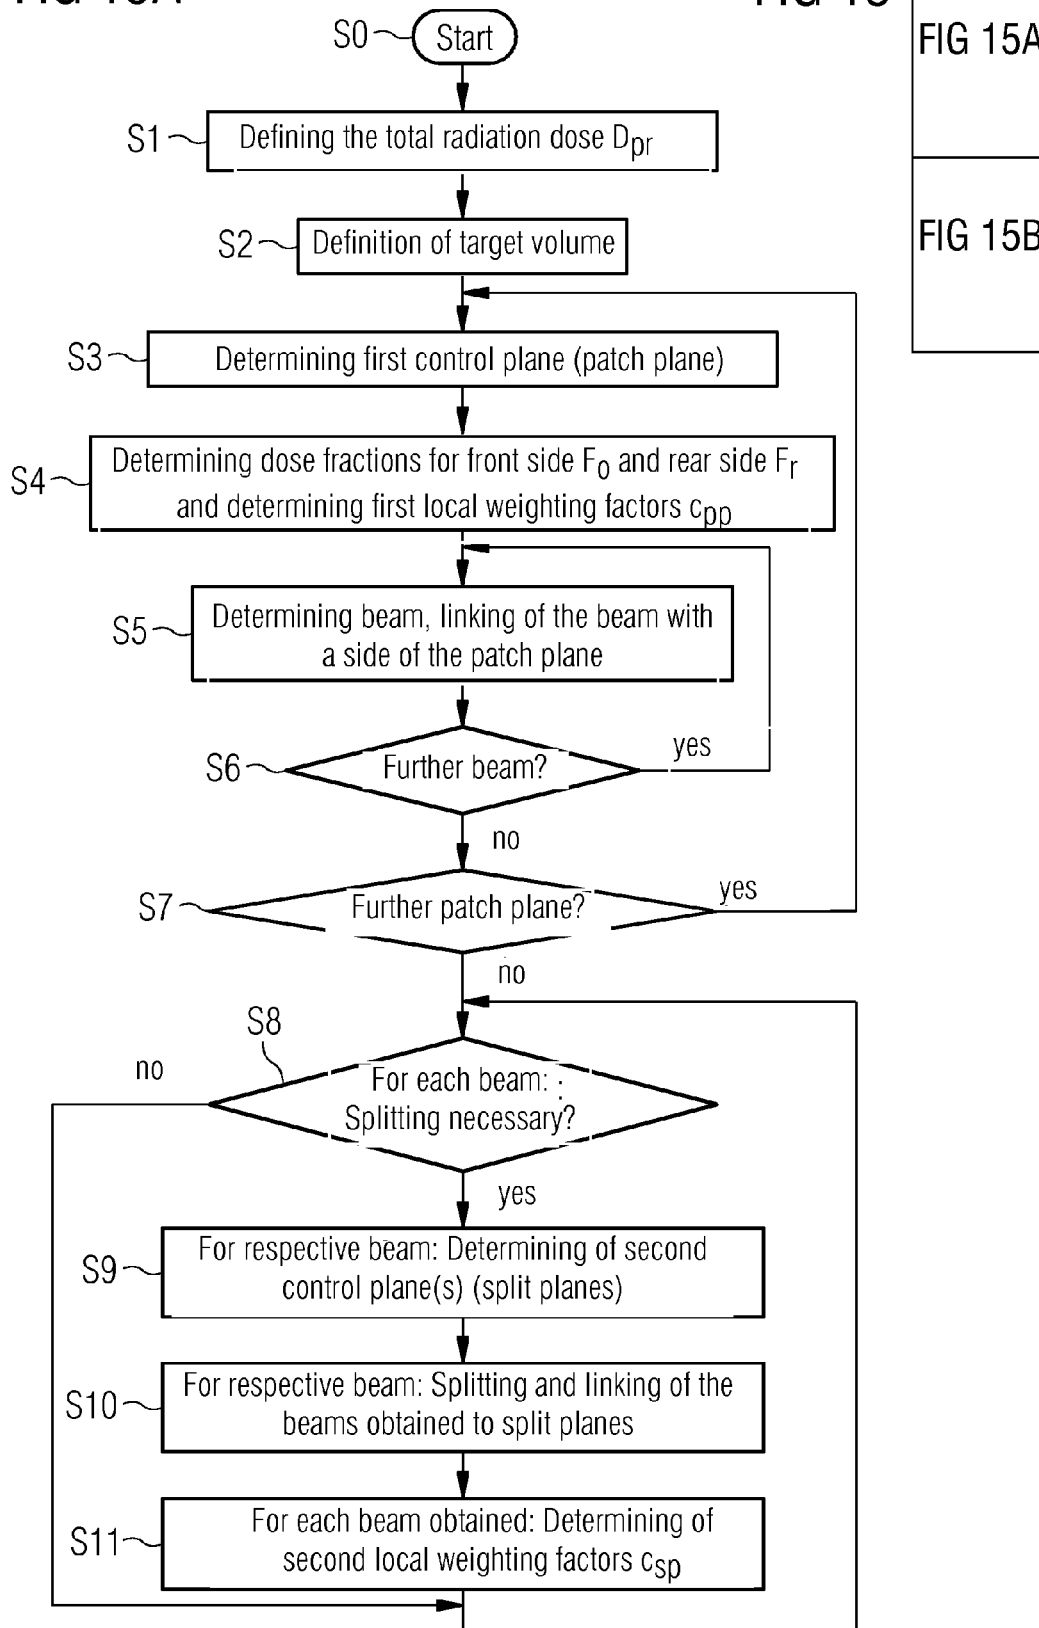 S0
Start
FIG 15A
S1
Defining the total radiation dose Dpr
S2
Definition of target volume
FIG 15B
S3
Determining first control plane (patch plane)
S4
Determining dose fractions for front side Fo and rear side Fr
and determining first local weighting factors cpp
S5
Determining beam, linking of the beam with
a side of the patch plane
S6
Further beam?
yes
no
S7
Further patch plane?
yes
no
S8
no
For each beam:
Splitting necessary?
yes
S9
For respective beam: Determining of second
control plane(s) (split planes)
S10
For respective beam: Splitting and linking of the
beams obtained to split planes
S11
For each beam obtained: Determining of
second local weighting factors csp